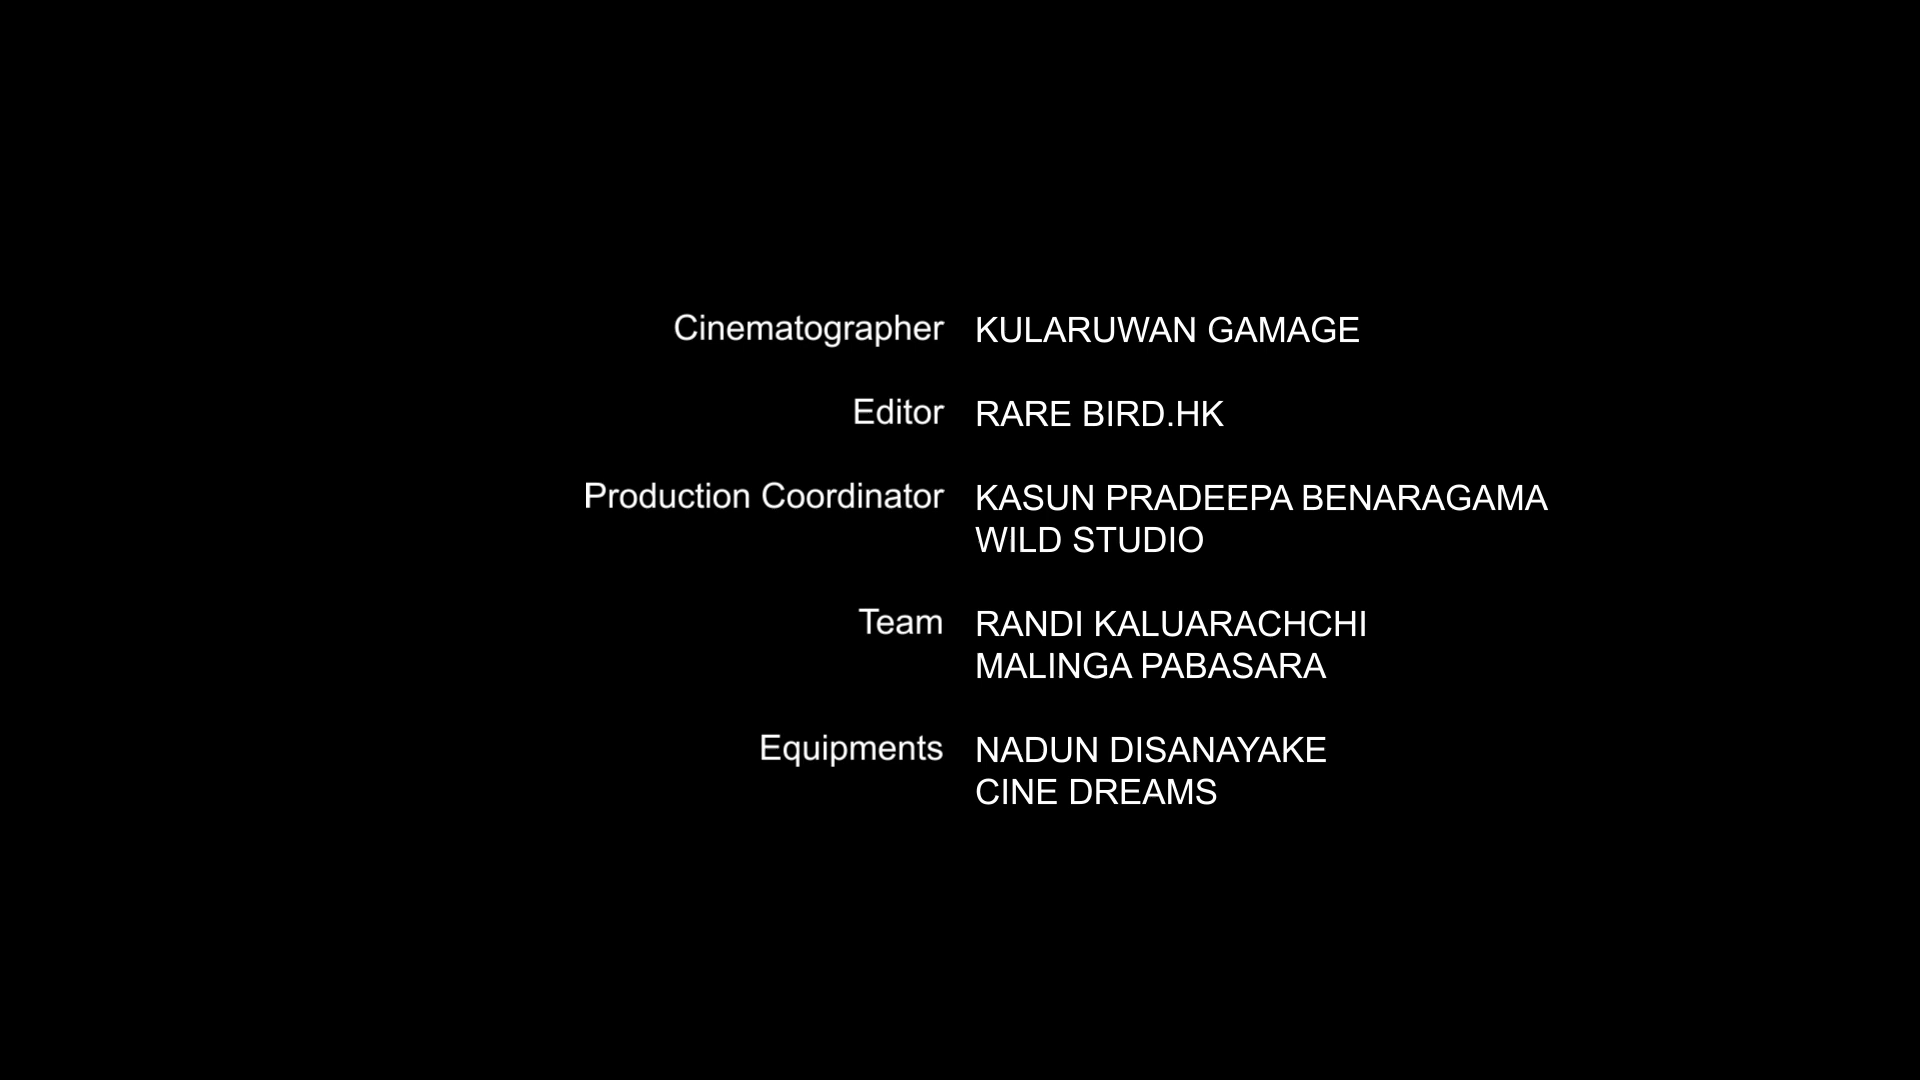 Cinematographer KULARUWAN GAMAGE
Editor RARE BIRD.HK
Production Coordinator KASUN PRADEEPA BENARAGAMA
WILD STUDIO
Team RANDI KALUARACHCHI
MALINGA PABASARA
Equipments NADUN DISANAYAKE
CINE DREAMS